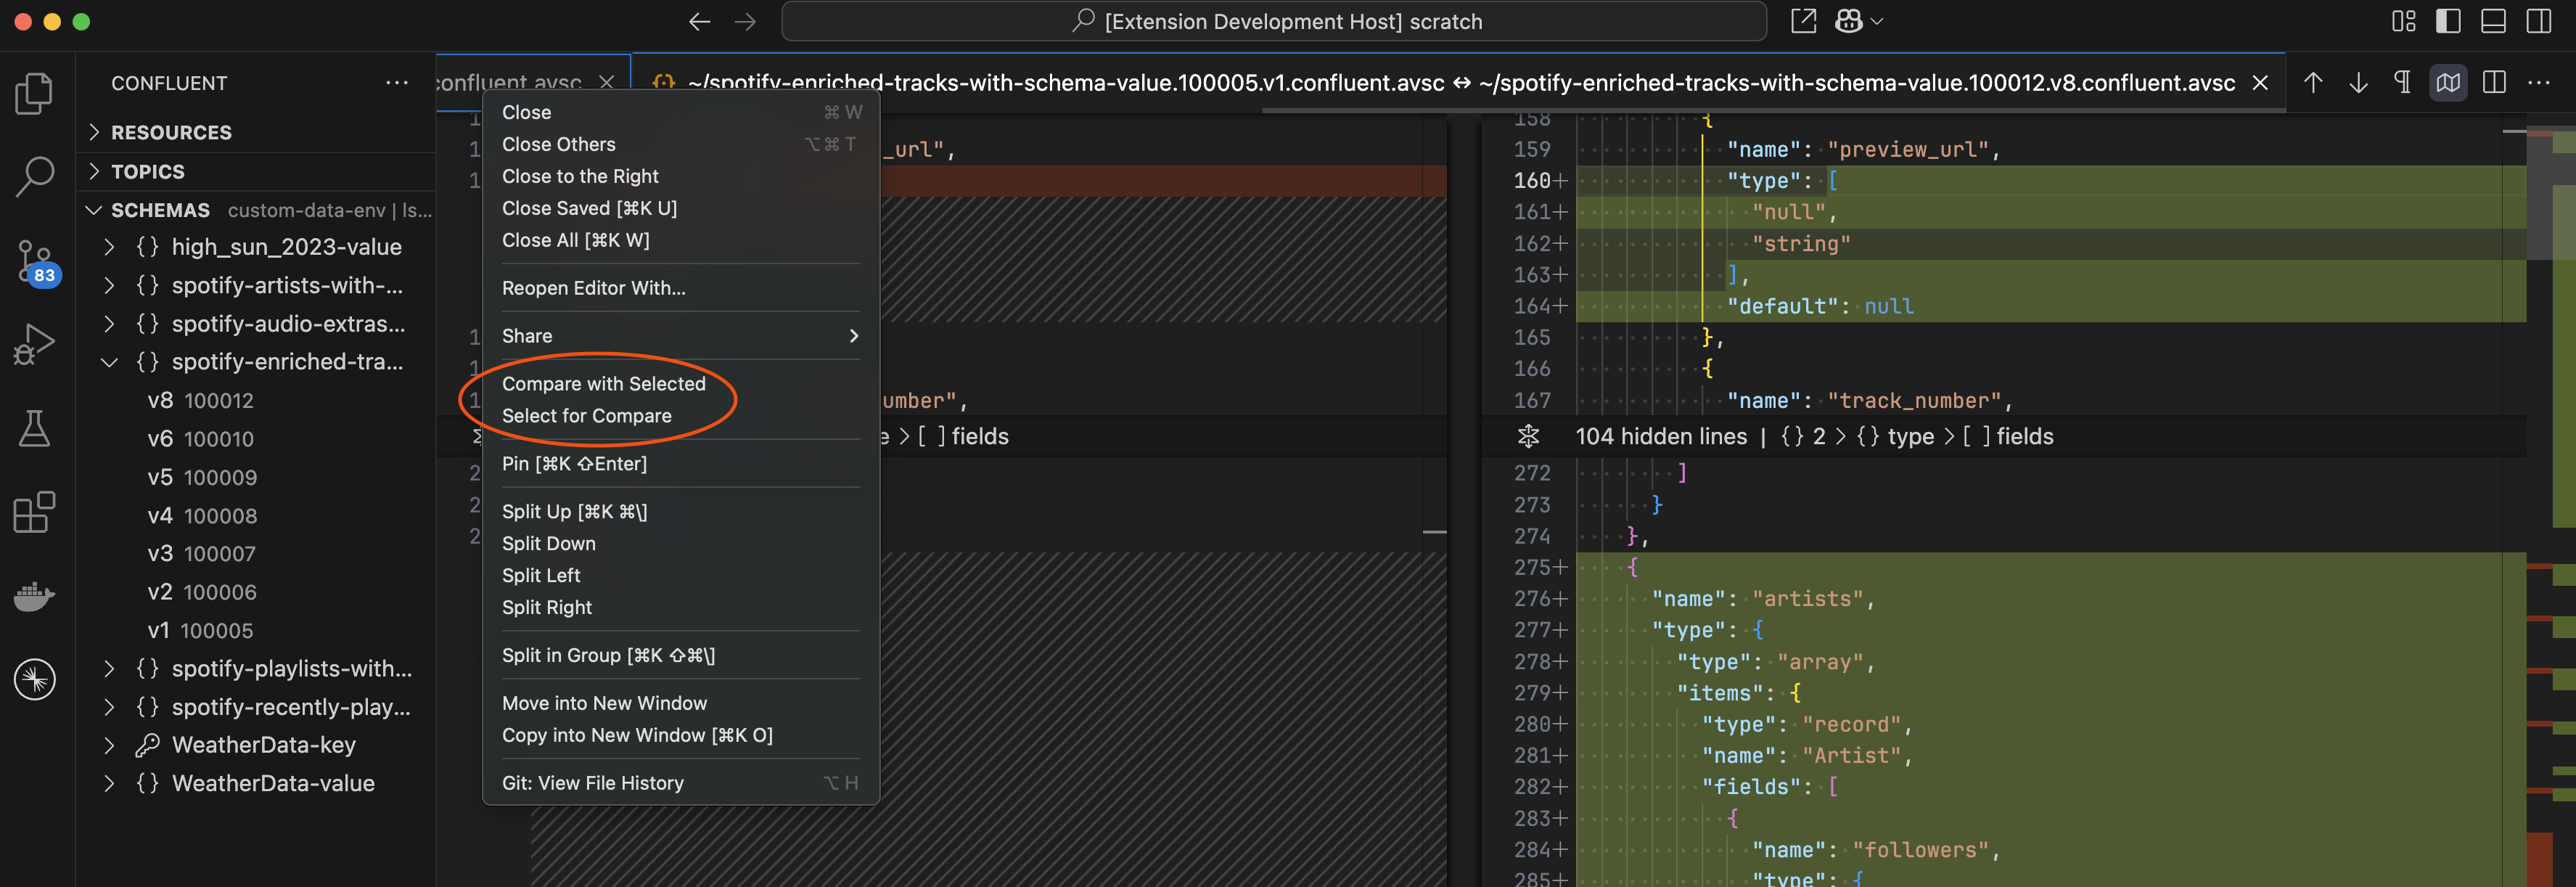 [Extension Development Host] scratch
CONFLUENT ···
RESOURCES
TOPICS
SCHEMAS custom-data-env | ls...
{} high_sun_2023-value
{} spotify-artists-with-...
{} spotify-audio-extras...
{} spotify-enriched-tra...
v8 100012
v6 100010
v5 100009
v4 100008
v3 100007
v2 100006
v1 100005
{} spotify-playlists-with...
{} spotify-recently-play...
WeatherData-key
{} WeatherData-value
83
confluent.avsc
{·} ~/spotify-enriched-tracks-with-schema-value.100005.v1.confluent.avsc ↔ ~/spotify-enriched-tracks-with-schema-value.100012.v8.confluent.avsc
Close ⌘ W
Close Others ⌥ ⌘ T
Close to the Right
Close Saved [⌘K U]
Close All [⌘K W]
Reopen Editor With...
Share
Compare with Selected
Select for Compare
Pin [⌘K ⇧Enter]
Split Up [⌘K ⌘\]
Split Down
Split Left
Split Right
Split in Group [⌘K ⇧⌘\]
Move into New Window
Copy into New Window [⌘K O]
Git: View File History ⌥ H
_url",
umber",
e > [ ] fields
158 {
159 "name": "preview_url",
160+ "type": [
161+ "null",
162+ "string"
163+ ],
164+ "default": null
165 },
166 {
167 "name": "track_number",
104 hidden lines | {} 2 > {} type > [ ] fields
272 ]
273 }
274 },
275+ {
276+ "name": "artists",
277+ "type": {
278+ "type": "array",
279+ "items": {
280+ "type": "record",
281+ "name": "Artist",
282+ "fields": [
283+ {
284+ "name": "followers",
285+ "type": {